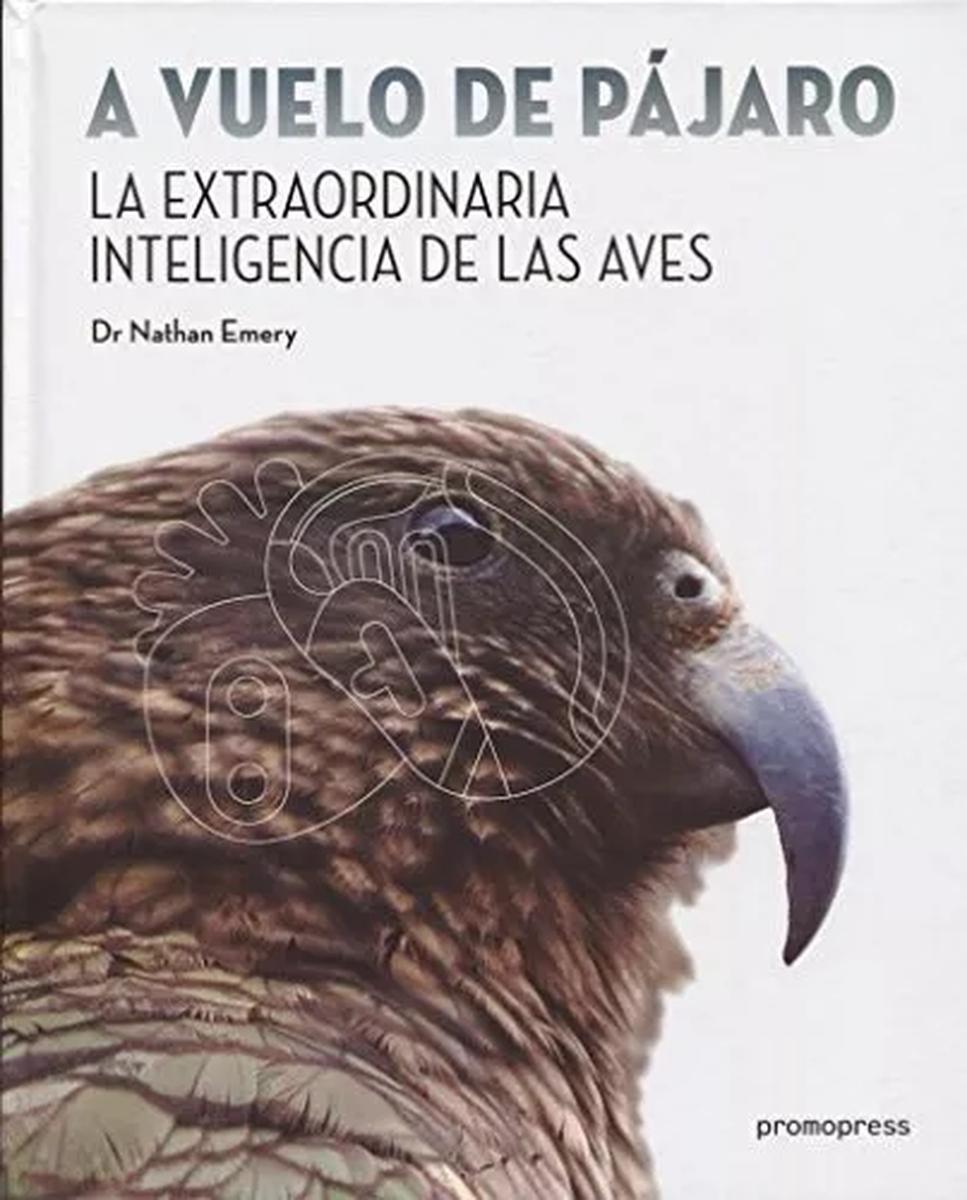 A VUELO DE PÁJARO
LA EXTRAORDINARIA
INTELIGENCIA DE LAS AVES
Dr Nathan Emery
promopress